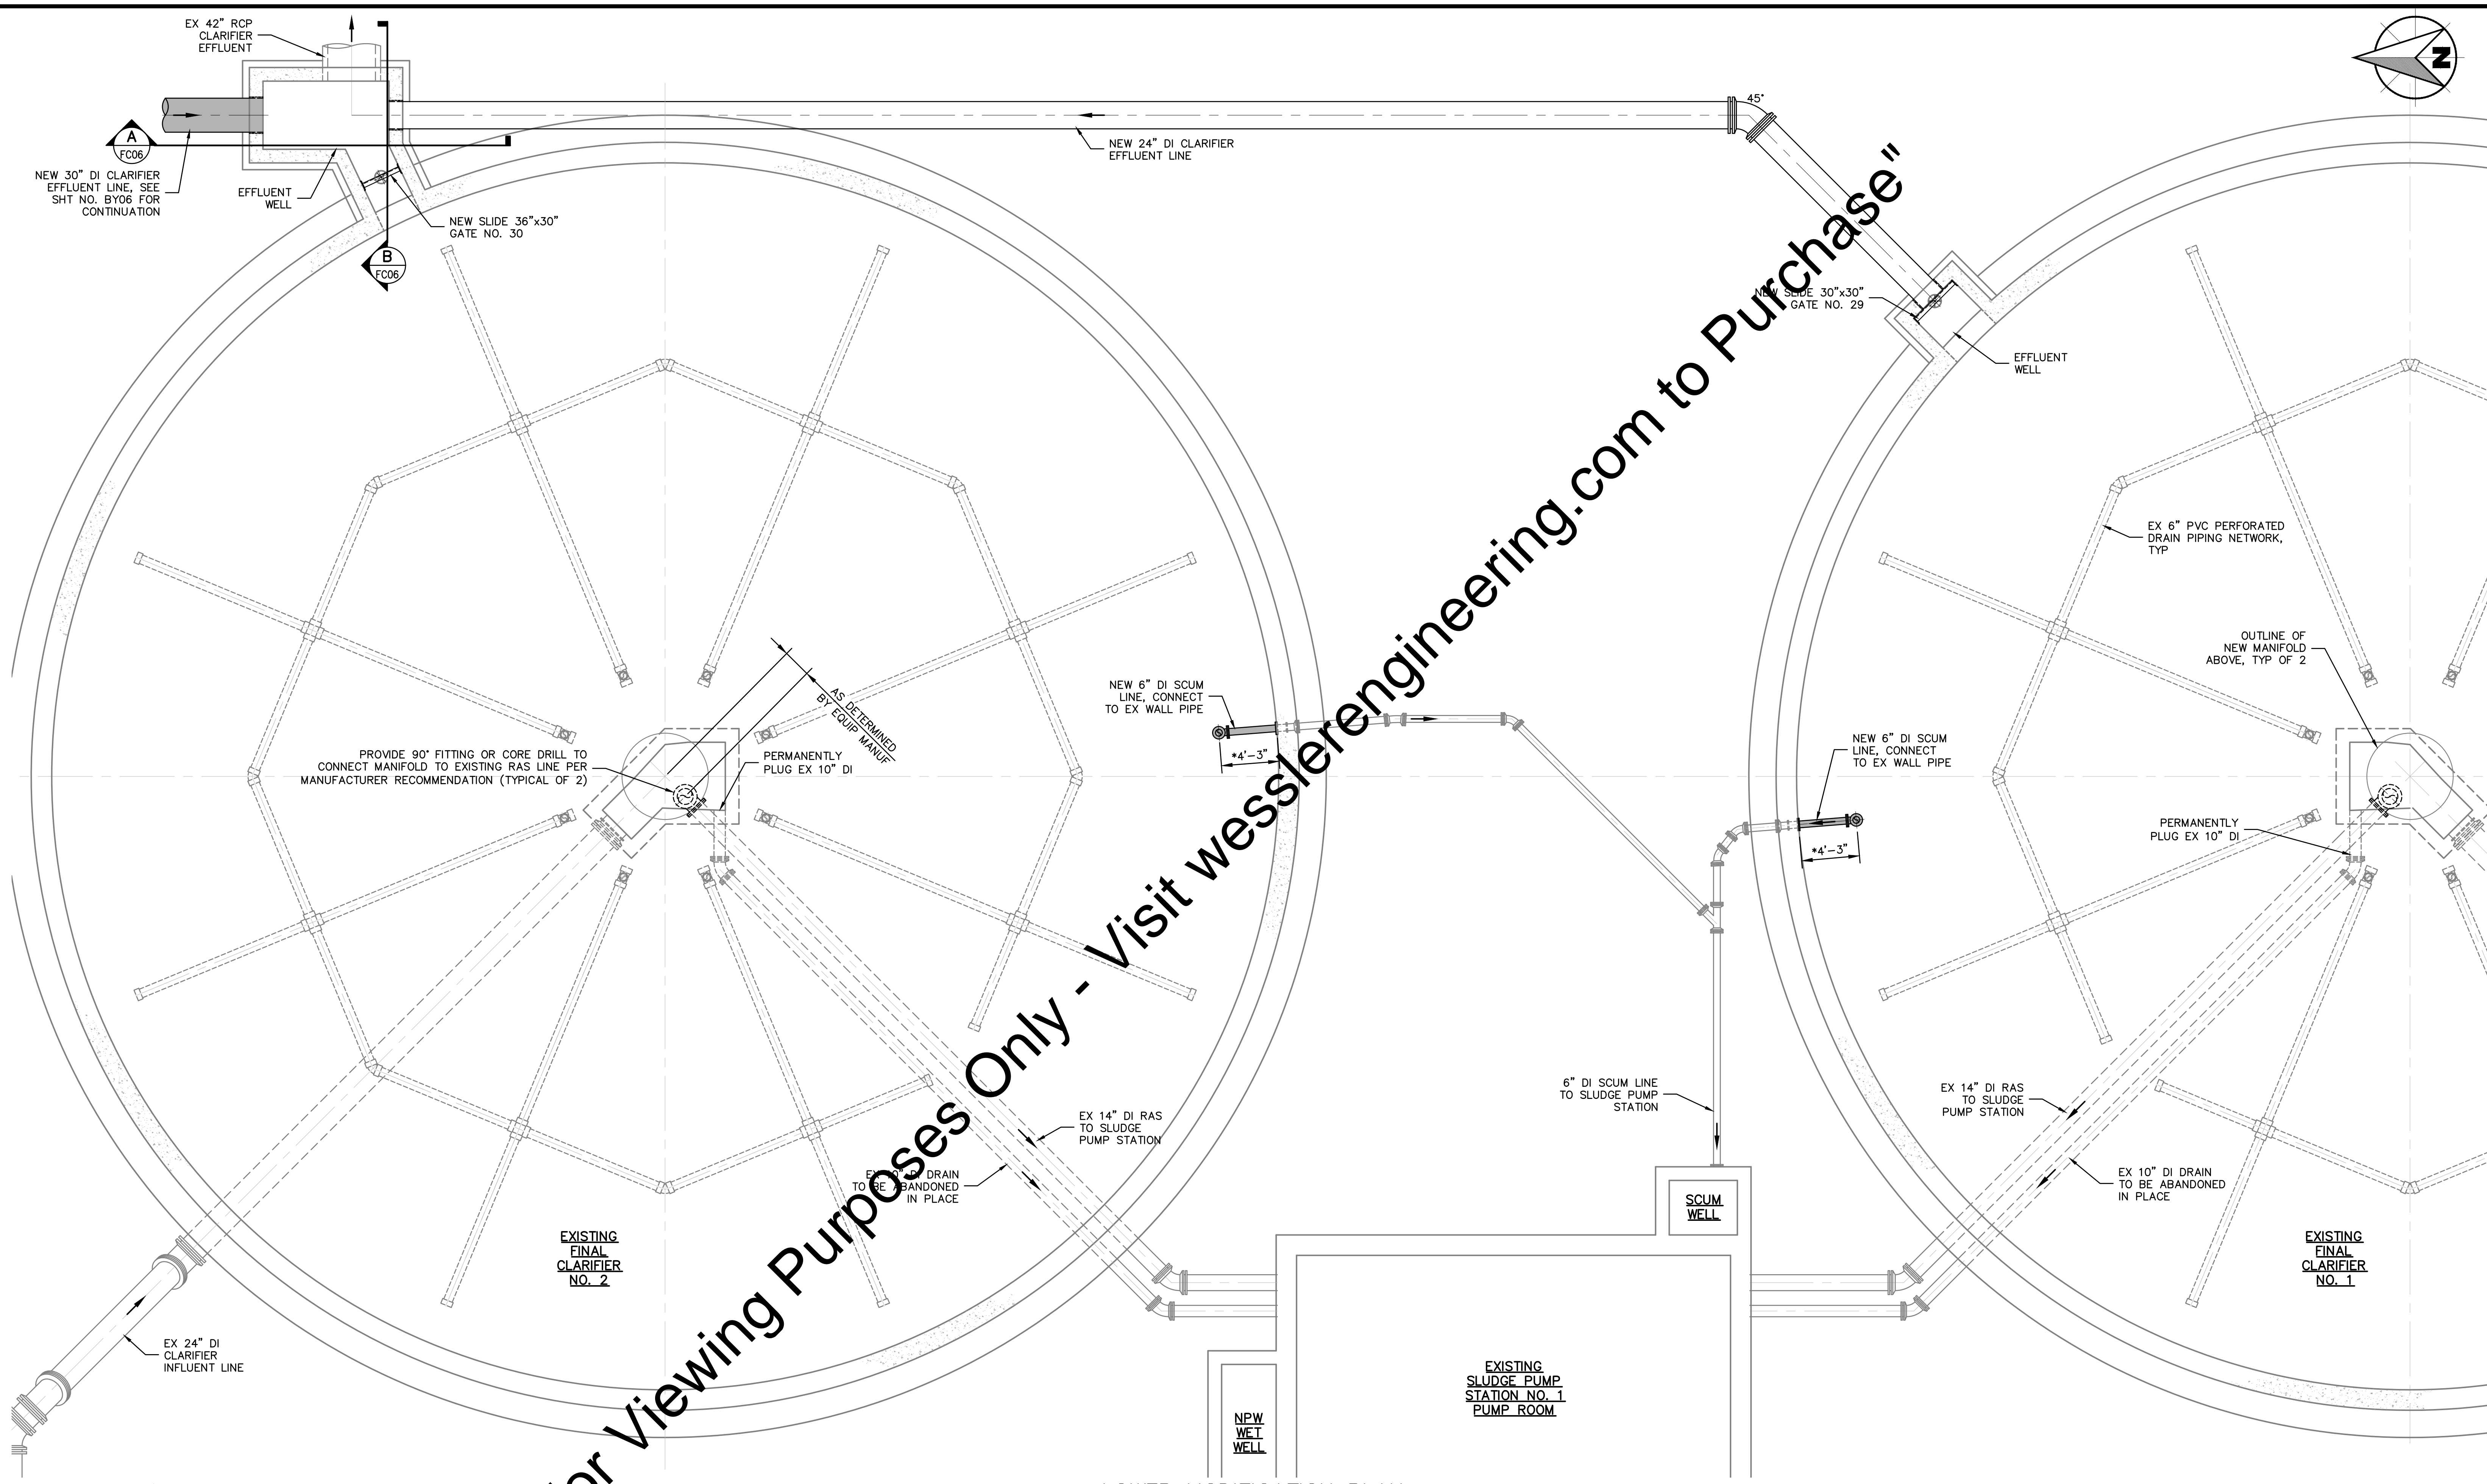 EX 42" RCP
CLARIFIER
EFFLUENT
N
45°
A
FC06
NEW 30" DI CLARIFIER
EFFLUENT LINE, SEE
SHT NO. BY06 FOR
CONTINUATION
EFFLUENT
WELL
NEW SLIDE 36"x30"
GATE NO. 30
B
FC06
NEW 24" DI CLARIFIER
EFFLUENT LINE
NEW SLIDE 30"x30"
GATE NO. 29
EFFLUENT
WELL
EX 6" PVC PERFORATED
DRAIN PIPING NETWORK,
TYP
OUTLINE OF
NEW MANIFOLD
ABOVE, TYP OF 2
AS DETERMINED
BY EQUIP MANUF
NEW 6" DI SCUM
LINE, CONNECT
TO EX WALL PIPE
*4'-3"
NEW 6" DI SCUM
LINE, CONNECT
TO EX WALL PIPE
*4'-3"
PROVIDE 90° FITTING OR CORE DRILL TO
CONNECT MANIFOLD TO EXISTING RAS LINE PER
MANUFACTURER RECOMMENDATION (TYPICAL OF 2)
PERMANENTLY
PLUG EX 10" DI
PERMANENTLY
PLUG EX 10" DI
6" DI SCUM LINE
TO SLUDGE PUMP
STATION
EX 14" DI RAS
TO SLUDGE
PUMP STATION
EX 14" DI RAS
TO SLUDGE
PUMP STATION
EX 10" DI DRAIN
TO BE ABANDONED
IN PLACE
EX 10" DI DRAIN
TO BE ABANDONED
IN PLACE
SCUM
WELL
EXISTING
FINAL
CLARIFIER
NO. 2
EXISTING
FINAL
CLARIFIER
NO. 1
EX 24" DI
CLARIFIER
INFLUENT LINE
EXISTING
SLUDGE PUMP
STATION NO. 1
PUMP ROOM
NPW
WET
WELL
or Viewing Purposes Only - Visit wesslerengineering.com to Purchase"